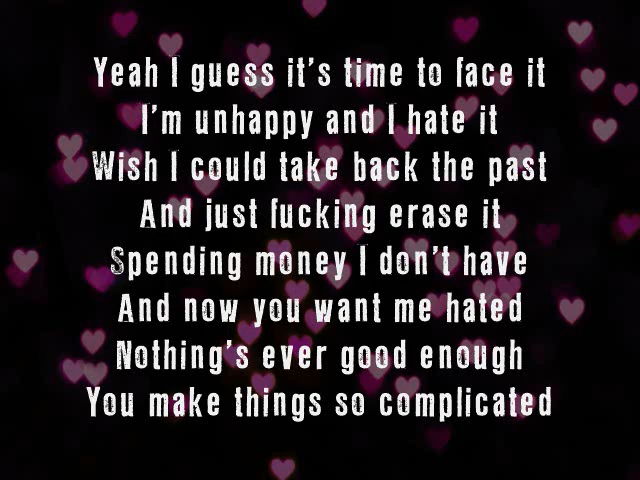 Yeah I guess it's time to face it
I'm unhappy and I hate it
Wish I could take back the past
And just fucking erase it
Spending money I don't have
And now you want me hated
Nothing's ever good enough
You make things so complicated